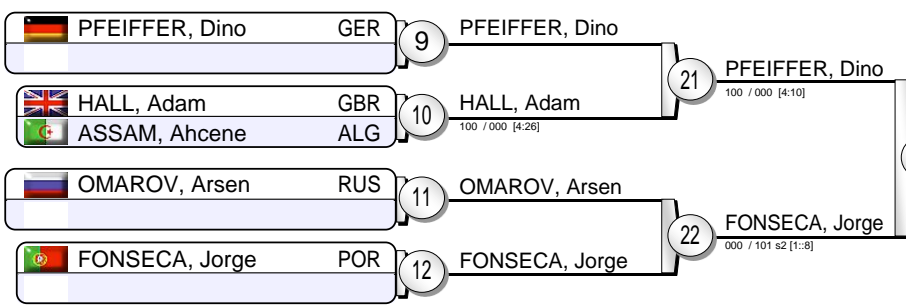 PFEIFFER, Dino GER
9
PFEIFFER, Dino
21
PFEIFFER, Dino
100 / 000 [4:10]
HALL, Adam GBR
ASSAM, Ahcene ALG
10
HALL, Adam
100 / 000 [4:26]
OMAROV, Arsen RUS
11
OMAROV, Arsen
22
FONSECA, Jorge
000 / 101 s2 [1::8]
FONSECA, Jorge POR
12
FONSECA, Jorge